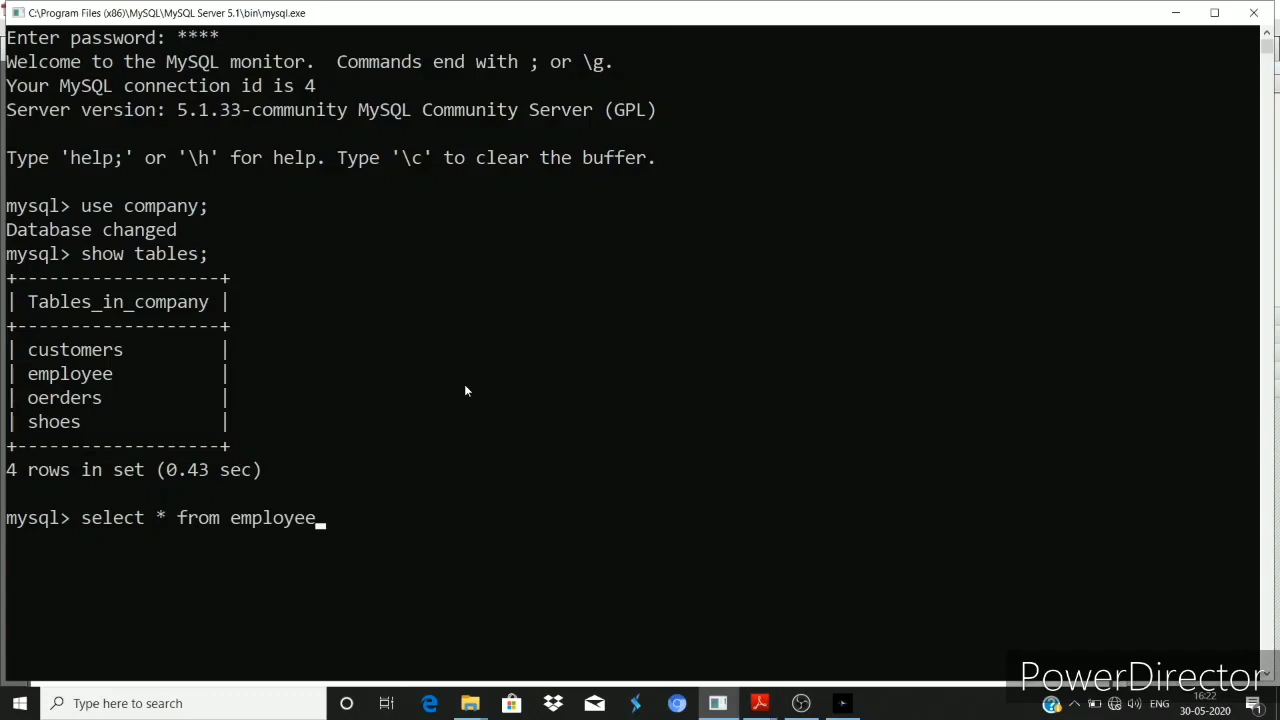 C:\Program Files (x86)\MySQL\MySQL Server 5.1\bin\mysql.exe
Enter password: ****
Welcome to the MySQL monitor.  Commands end with ; or \g.
Your MySQL connection id is 4
Server version: 5.1.33-community MySQL Community Server (GPL)
Type 'help;' or '\h' for help. Type '\c' to clear the buffer.
mysql> use company;
Database changed
mysql> show tables;
+-------------------+
| Tables_in_company |
+-------------------+
| customers         |
| employee          |
| oerders           |
| shoes             |
+-------------------+
4 rows in set (0.43 sec)
mysql> select * from employee_
PowerDirector
Type here to search
ENG
16:22
30-05-2020
1